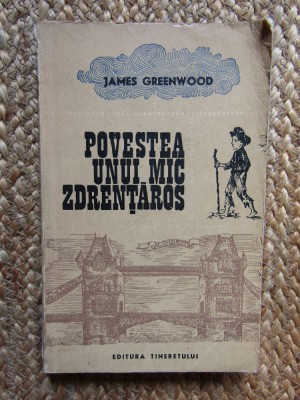 JAMES GREENWOOD
POVESTEA
UNUI MIC
ZDRENȚĂROS
EDITURA TINERETULUI